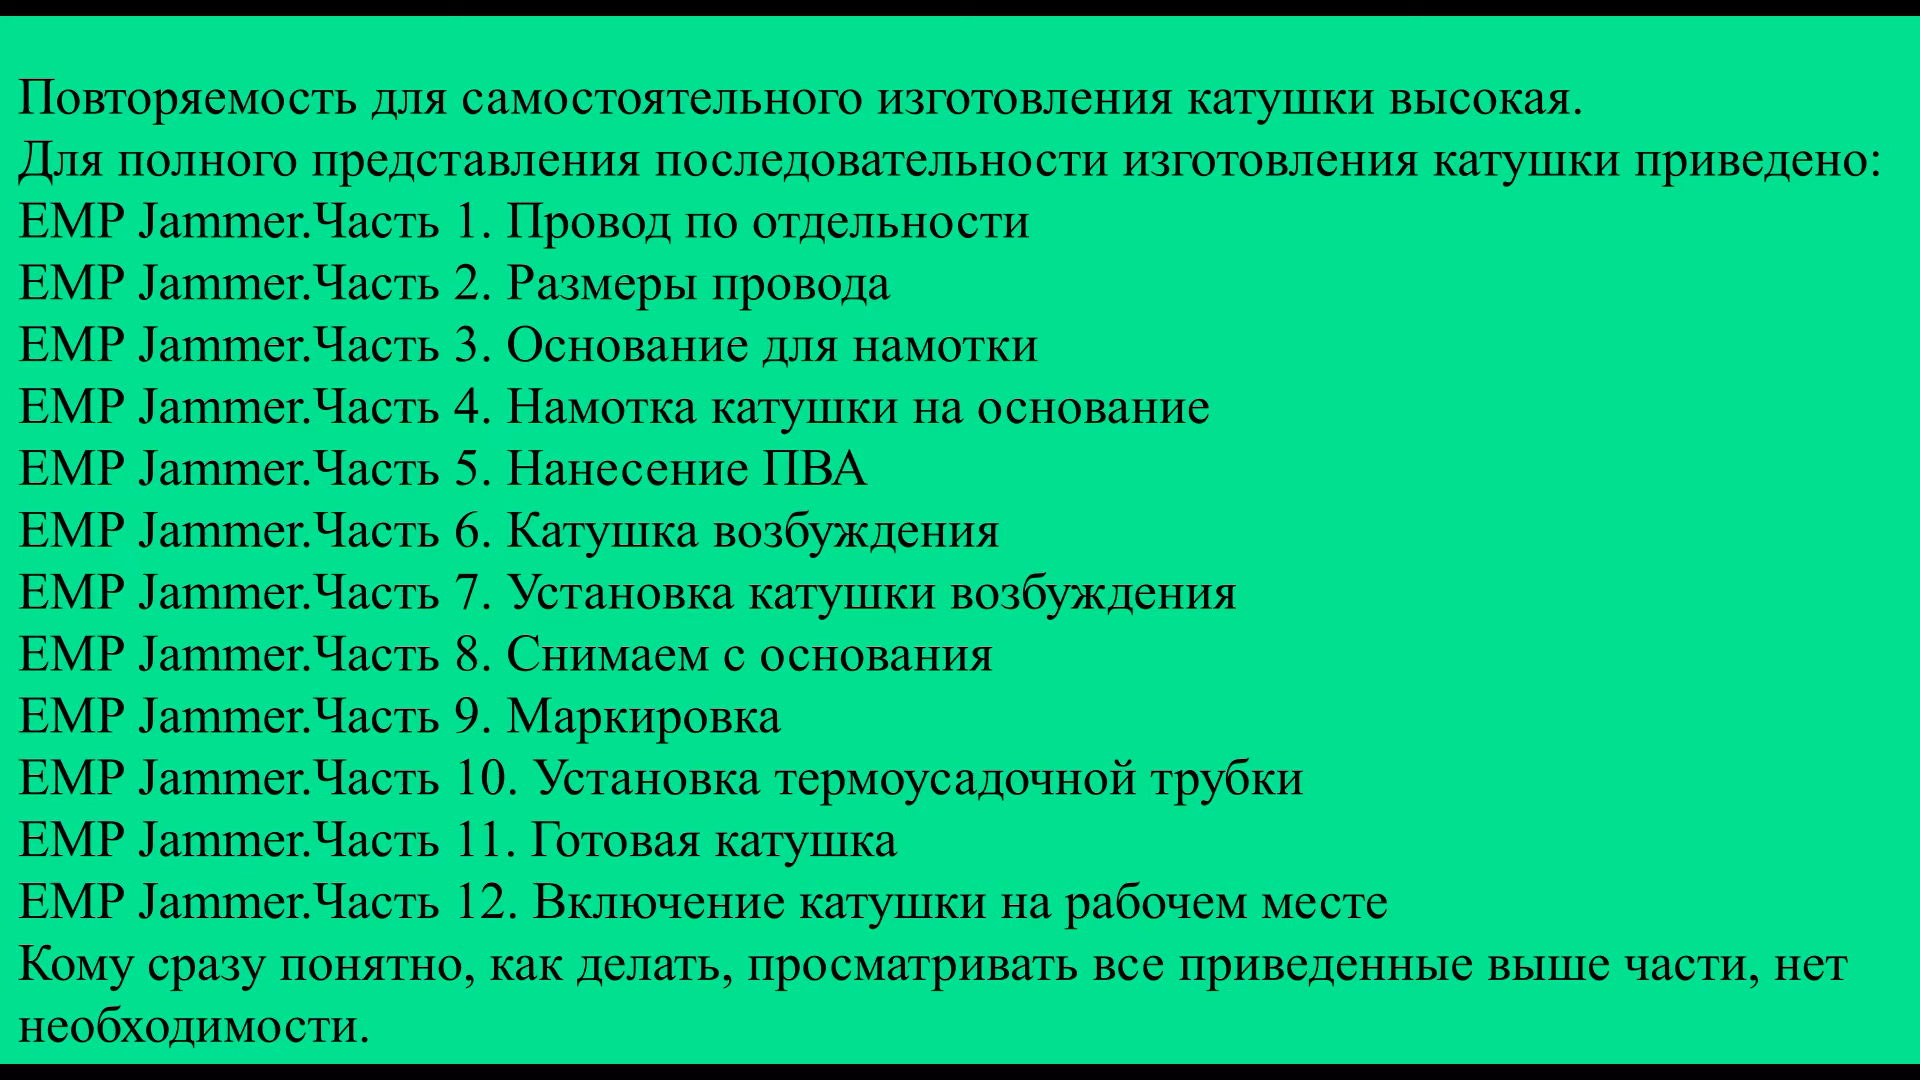 Повторяемость для самостоятельного изготовления катушки высокая.
Для полного представления последовательности изготовления катушки приведено:
EMP Jammer.Часть 1. Провод по отдельности
EMP Jammer.Часть 2. Размеры провода
EMP Jammer.Часть 3. Основание для намотки
EMP Jammer.Часть 4. Намотка катушки на основание
EMP Jammer.Часть 5. Нанесение ПВА
EMP Jammer.Часть 6. Катушка возбуждения
EMP Jammer.Часть 7. Установка катушки возбуждения
EMP Jammer.Часть 8. Снимаем с основания
EMP Jammer.Часть 9. Маркировка
EMP Jammer.Часть 10. Установка термоусадочной трубки
EMP Jammer.Часть 11. Готовая катушка
EMP Jammer.Часть 12. Включение катушки на рабочем месте
Кому сразу понятно, как делать, просматривать все приведенные выше части, нет
необходимости.